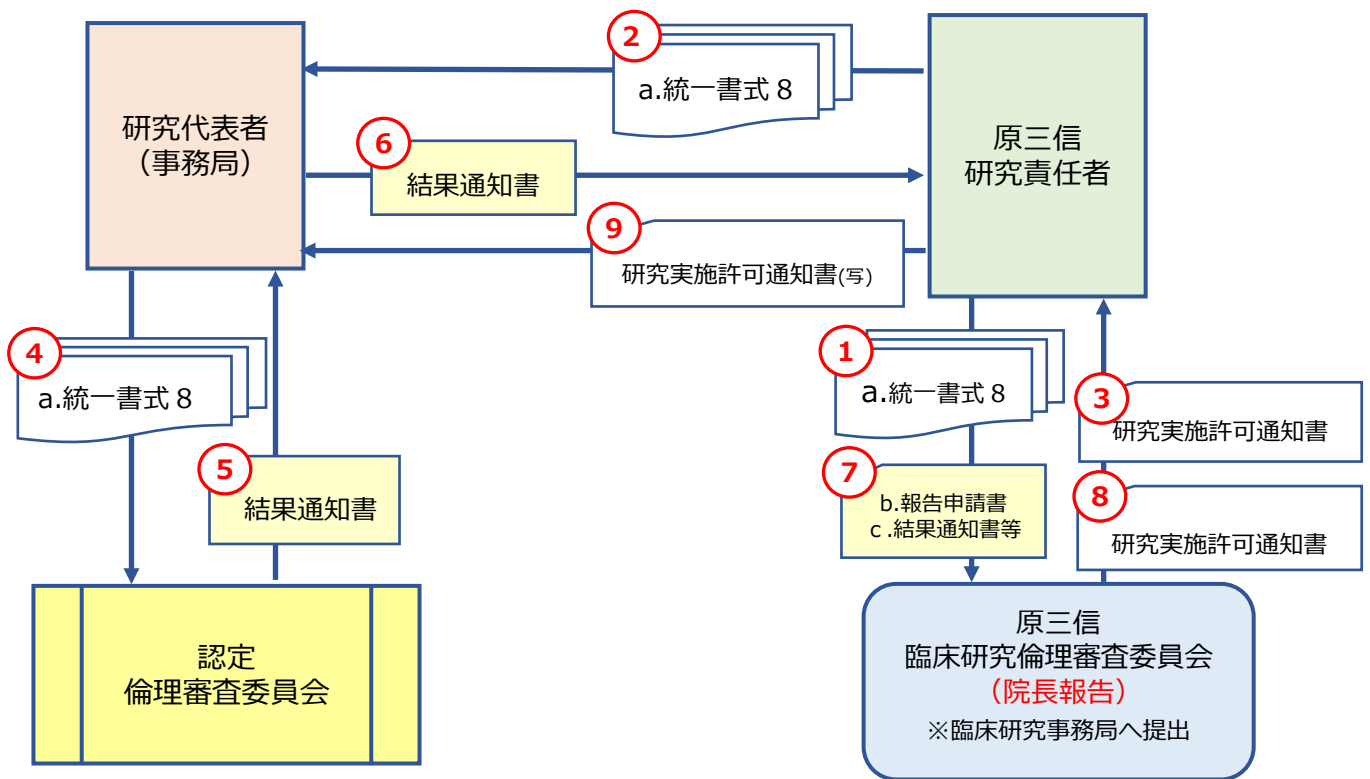 2
a.統一書式８
研究代表者
（事務局）
6
結果通知書
原三信
研究責任者
9
研究実施許可通知書(写)
4
a.統一書式８
5
結果通知書
1
a.統一書式８
3
研究実施許可通知書
7
b.報告申請書
ｃ.結果通知書等
8
研究実施許可通知書
認定
倫理審査委員会
原三信
臨床研究倫理審査委員会
（院長報告）
※臨床研究事務局へ提出